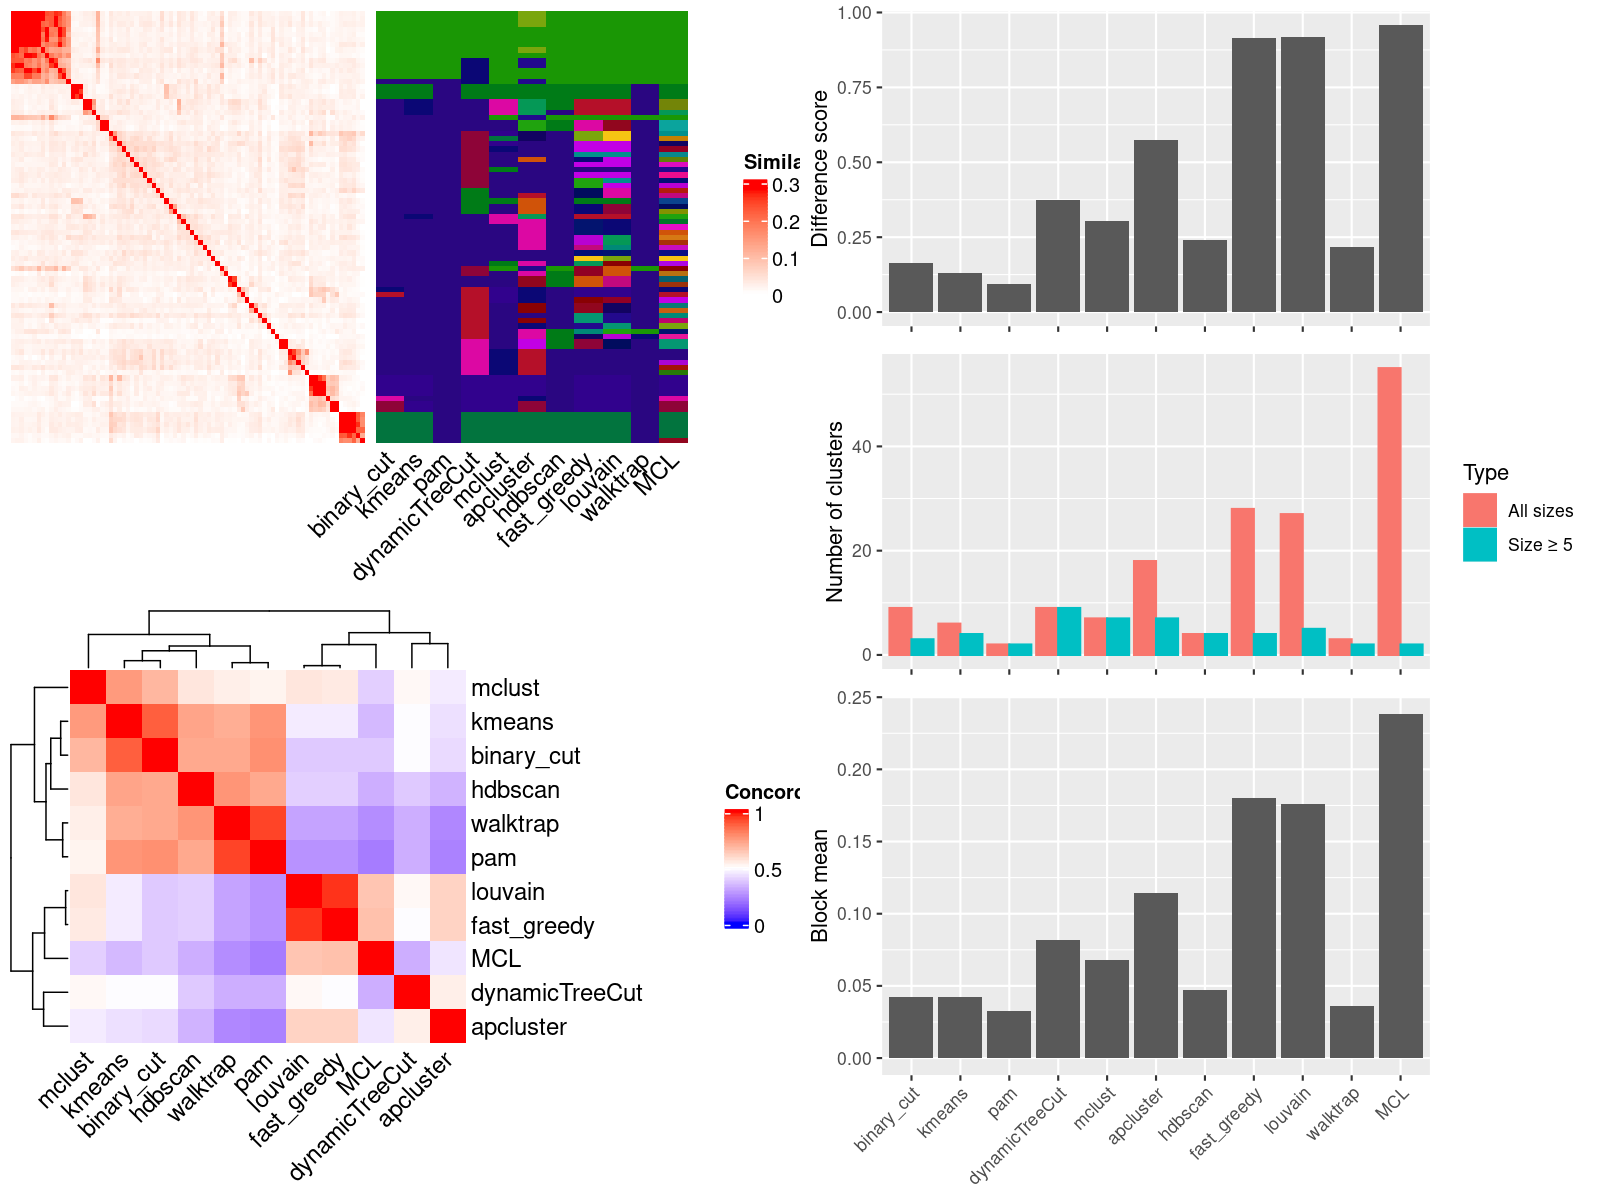 Simila
0.3
0.2
0.1
0
binary_cut
kmeans
pam
dynamicTreeCut
mclust
apcluster
hdbscan
fast_greedy
louvain
walktrap
MCL
mclust
kmeans
binary_cut
hdbscan
walktrap
pam
louvain
fast_greedy
MCL
dynamicTreeCut
apcluster
mclust
kmeans
binary_cut
hdbscan
walktrap
pam
louvain
fast_greedy
MCL
dynamicTreeCut
apcluster
Concord
1
0.5
0
Difference score
1.00
0.75
0.50
0.25
0.00
Number of clusters
40
20
0
Type
All sizes
Size ≥ 5
Block mean
0.25
0.20
0.15
0.10
0.05
0.00
binary_cut
kmeans
pam
dynamicTreeCut
mclust
apcluster
hdbscan
fast_greedy
louvain
walktrap
MCL